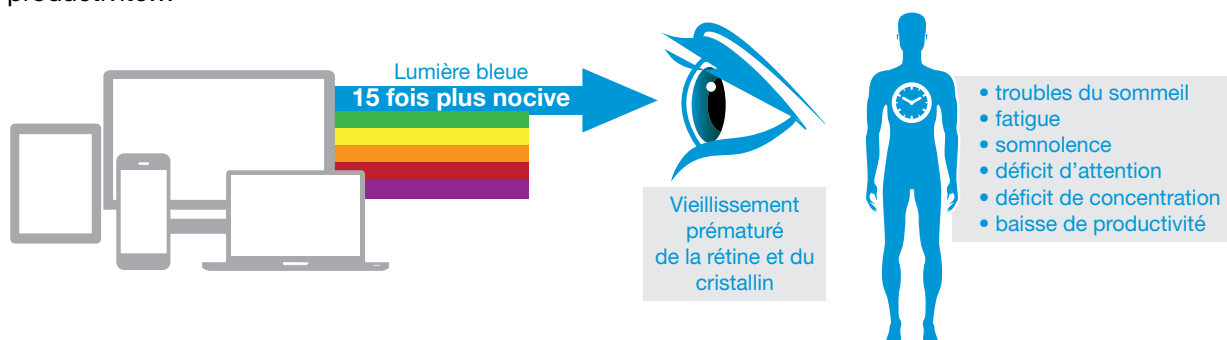 Lumière bleue
15 fois plus nocive
Vieillissement
prématuré
de la rétine et du
cristallin
• troubles du sommeil
• fatigue
• somnolence
• déficit d’attention
• déficit de concentration
• baisse de productivité